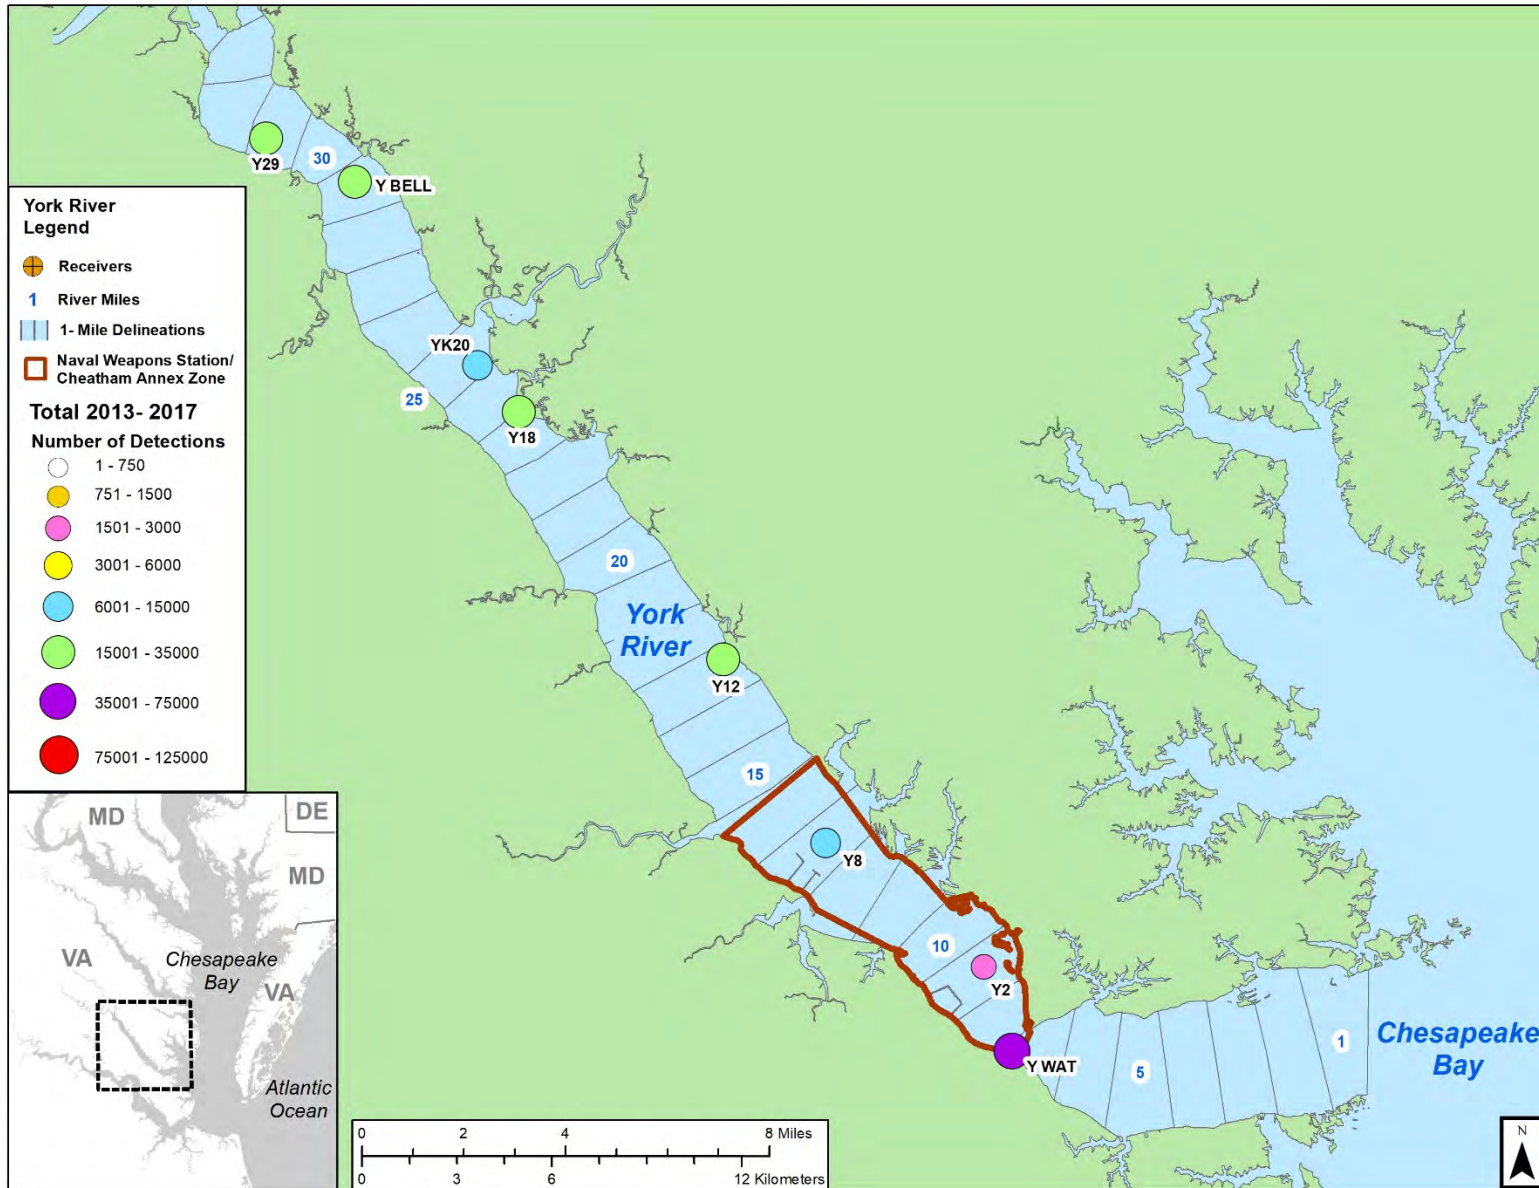 Y29
30
Y BELL
YK20
25
Y18
20
York
River
Y12
15
Y8
10
Y2
Y WAT
5
1
Chesapeake
Bay
York River
Legend
Receivers
1 River Miles
1- Mile Delineations
Naval Weapons Station/
Cheatham Annex Zone
Total 2013- 2017
Number of Detections
1 - 750
751 - 1500
1501 - 3000
3001 - 6000
6001 - 15000
15001 - 35000
35001 - 75000
75001 - 125000
MD
DE
MD
VA
Chesapeake
Bay
VA
Atlantic
Ocean
0 2 4 8 Miles
0 3 6 12 Kilometers
N